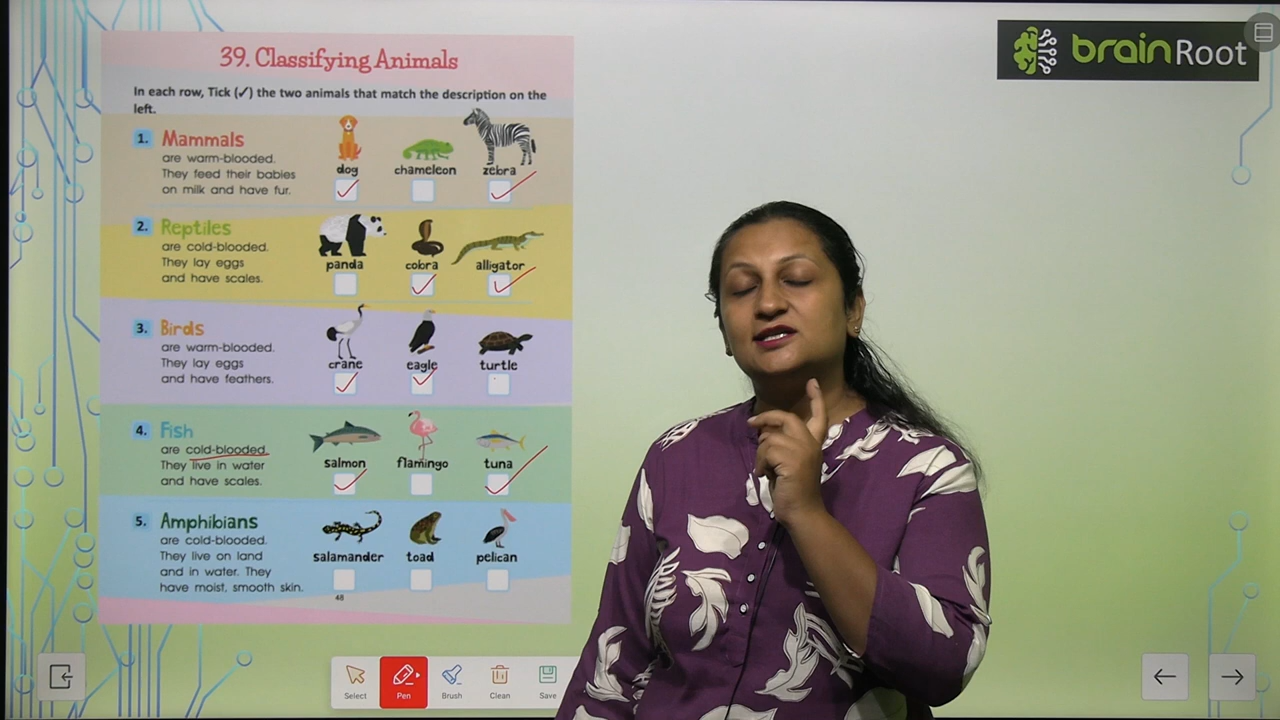 brainRoot
39. Classifying Animals
In each row, Tick (✓) the two animals that match the description on the
left.
1. Mammals
are warm-blooded.
They feed their babies
on milk and have fur.
dog chameleon zebra
2. Reptiles
are cold-blooded.
They lay eggs
and have scales.
panda cobra alligator
3. Birds
are warm-blooded.
They lay eggs
and have feathers.
crane eagle turtle
4. Fish
are cold-blooded.
They live in water
and have scales.
salmon flamingo tuna
5. Amphibians
are cold-blooded.
They live on land
and in water. They
have moist, smooth skin.
salamander toad pelican
48
Select Pen Brush Clean Save